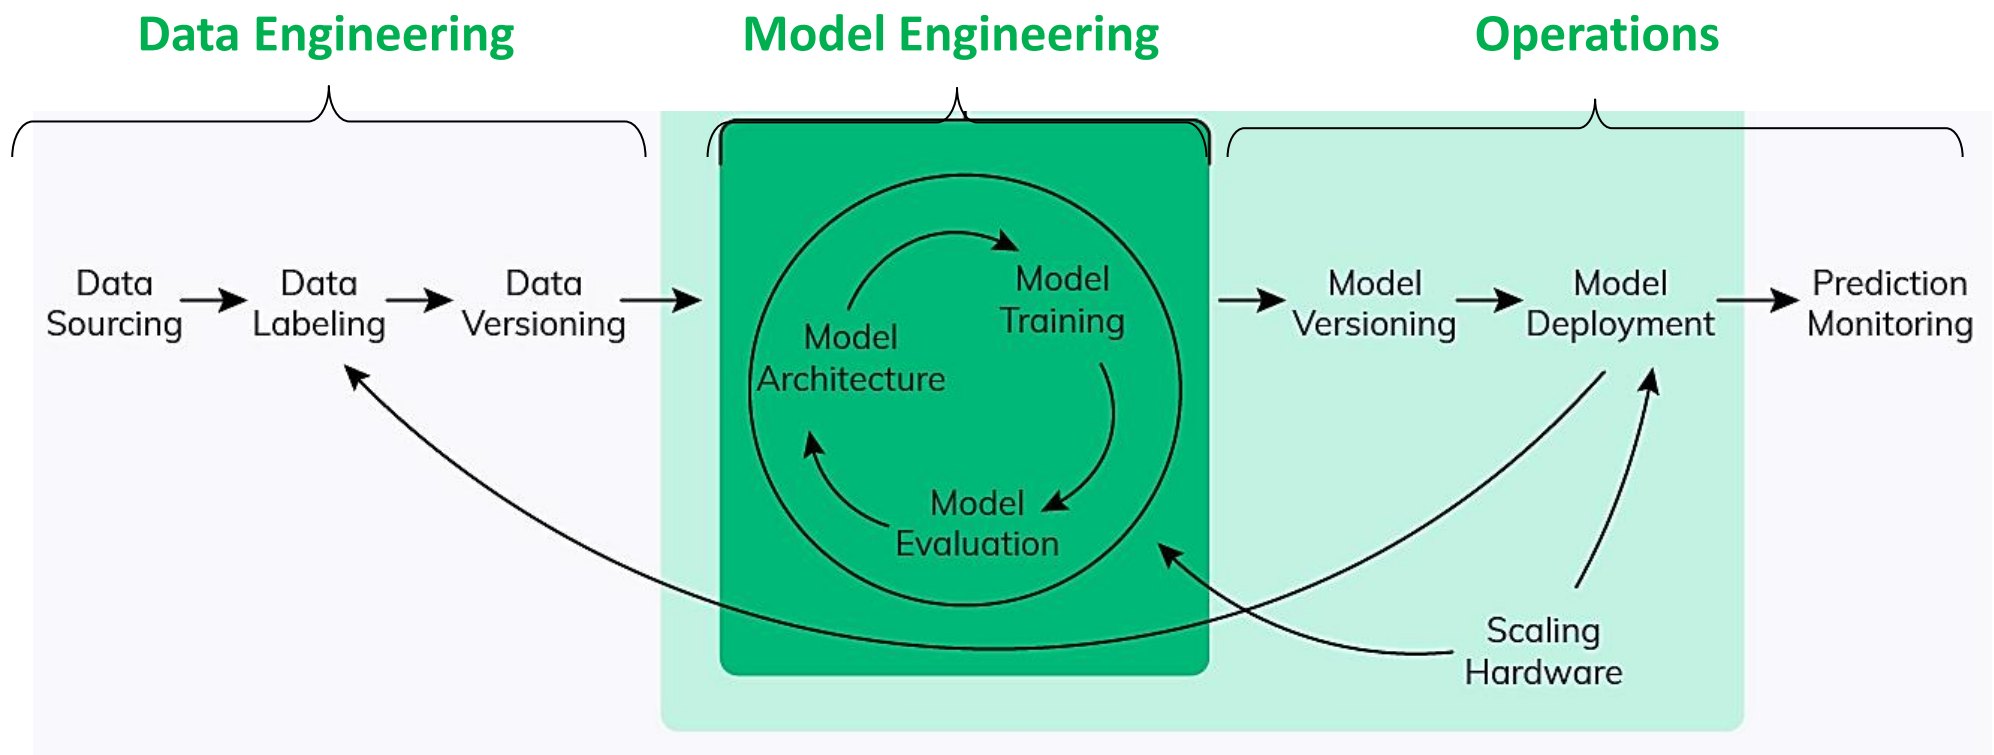 Data Engineering
Model Engineering
Operations
Data
Sourcing
Data
Labeling
Data
Versioning
Model
Architecture
Model
Training
Model
Evaluation
Model
Versioning
Model
Deployment
Prediction
Monitoring
Scaling
Hardware